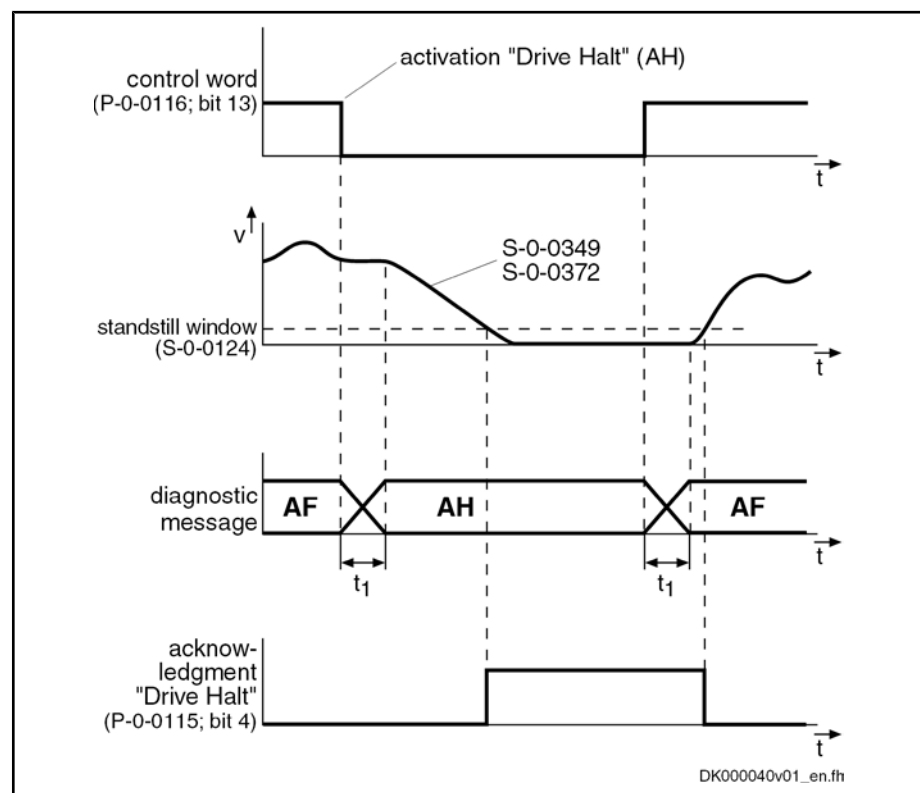 activation "Drive Halt" (AH)
control word
(P-0-0116; bit 13)
t
v
S-0-0349
S-0-0372
standstill window
(S-0-0124)
t
diagnostic
message
AF
AH
AF
t
t1
t1
acknow-
ledgment
"Drive Halt"
(P-0-0115; bit 4)
t
DK000040v01_en.fh